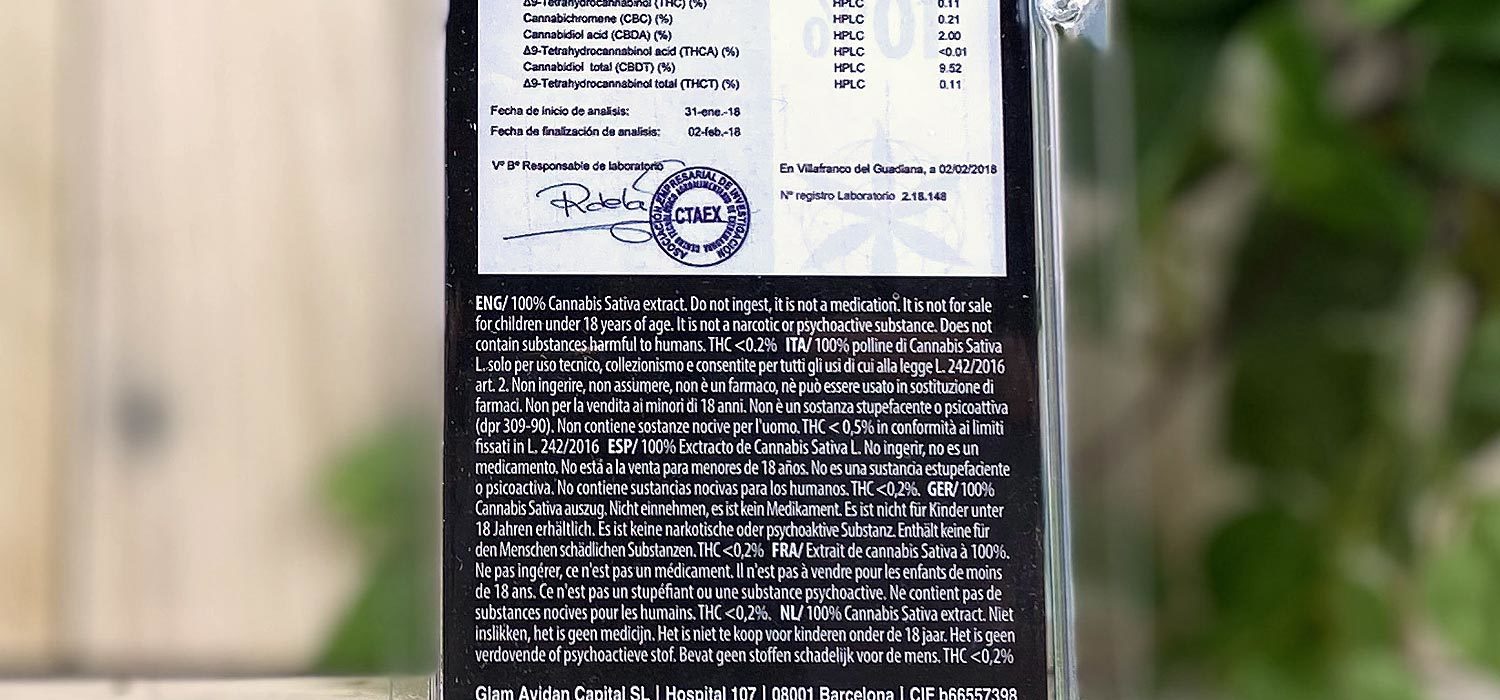 Δ9-Tetrahydrocannabinol (THC) (%) HPLC 0.11
Cannabichromene (CBC) (%) HPLC 0.21
Cannabidiol acid (CBDA) (%) HPLC 2.00
Δ9-Tetrahydrocannabinol acid (THCA) (%) HPLC <0.01
Cannabidiol total (CBDT) (%) HPLC 9.52
Δ9-Tetrahydrocannabinol total (THCT) (%) HPLC 0.11
Fecha de inicio de analisis: 31-ene.-18
Fecha de finalización de analisis: 02-feb.-18
Vº Bº Responsable de laboratorio
En Villafranco del Guadiana, a 02/02/2018
Nº registro Laboratorio 2.18.148
ASOCIACIÓN EMPRESARIAL DE INVESTIGACIÓN
CTAEX
ENG/ 100% Cannabis Sativa extract. Do not ingest, it is not a medication. It is not for sale
for children under 18 years of age. It is not a narcotic or psychoactive substance. Does not
contain substances harmful to humans. THC <0.2% ITA/ 100% polline di Cannabis Sativa
L. solo per uso tecnico, collezionismo e consentite per tutti gli usi di cui alla legge L. 242/2016
art. 2. Non ingerire, non assumere, non è un farmaco, nè può essere usato in sostituzione di
farmaci. Non per la vendita ai minori di 18 anni. Non è un sostanza stupefacente o psicoattiva
(dpr 309-90). Non contiene sostanze nocive per l'uomo. THC < 0,5% in conformità ai limiti
fissati in L. 242/2016 ESP/ 100% Exctracto de Cannabis Sativa L. No ingerir, no es un
medicamento. No está a la venta para menores de 18 años. No es una sustancia estupefaciente
o psicoactiva. No contiene sustancias nocivas para los humanos. THC <0,2%. GER/ 100%
Cannabis Sativa auszug. Nicht einnehmen, es ist kein Medikament. Es ist nicht für Kinder unter
18 Jahren erhältlich. Es ist keine narkotische oder psychoaktive Substanz. Enthält keine für
den Menschen schädlichen Substanzen. THC <0,2% FRA/ Extrait de cannabis Sativa à 100%.
Ne pas ingérer, ce n'est pas un médicament. Il n'est pas à vendre pour les enfants de moins
de 18 ans. Ce n'est pas un stupéfiant ou une substance psychoactive. Ne contient pas de
substances nocives pour les humains. THC <0,2%. NL/ 100% Cannabis Sativa extract. Niet
inslikken, het is geen medicijn. Het is niet te koop voor kinderen onder de 18 jaar. Het is geen
verdovende of psychoactieve stof. Bevat geen stoffen schadelijk voor de mens. THC <0,2%
Glam Avidan Capital SL | Hospital 107 | 08001 Barcelona | CIF b66557398